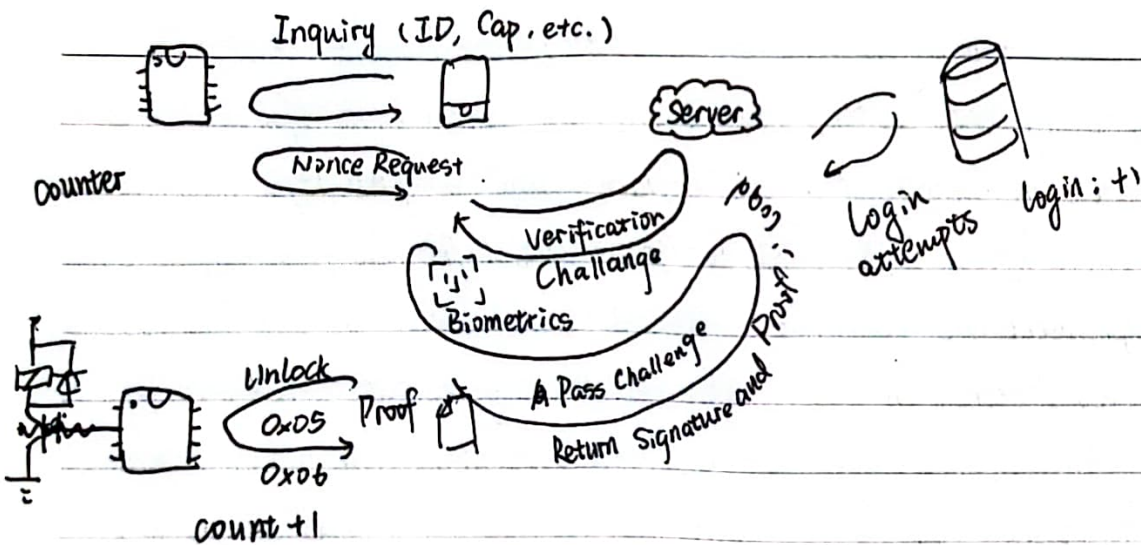 Inquiry (ID, Cap, etc.)
Server
Nonce Request
counter
Verification
Challange
Login
attempts
login: +1
Biometrics
Pass Challenge
Return Signature and Proof
Unlock
0x05
Proof
0x06
count +1